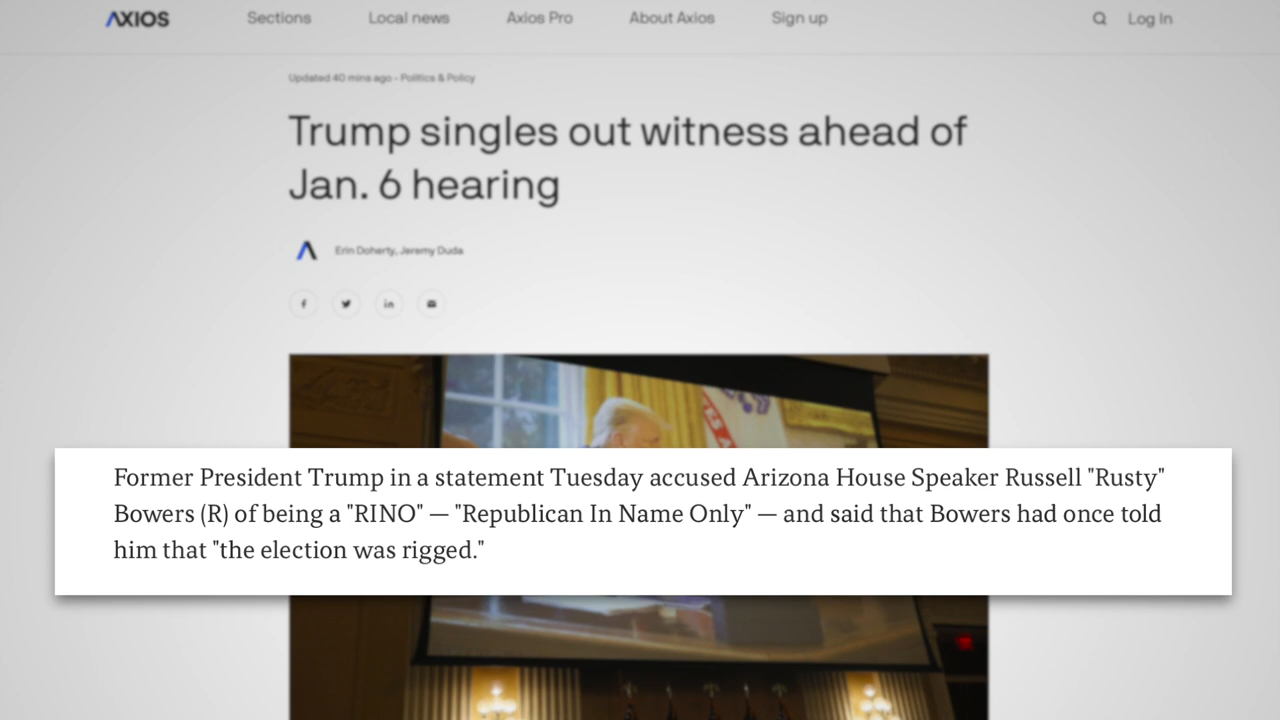 AXIOS Sections Local news Axios Pro About Axios Sign up Log In
Updated 40 mins ago - Politics & Policy
Trump singles out witness ahead of
Jan. 6 hearing
Erin Doherty, Jeremy Duda
Former President Trump in a statement Tuesday accused Arizona House Speaker Russell "Rusty"
Bowers (R) of being a "RINO" — "Republican In Name Only" — and said that Bowers had once told
him that "the election was rigged."